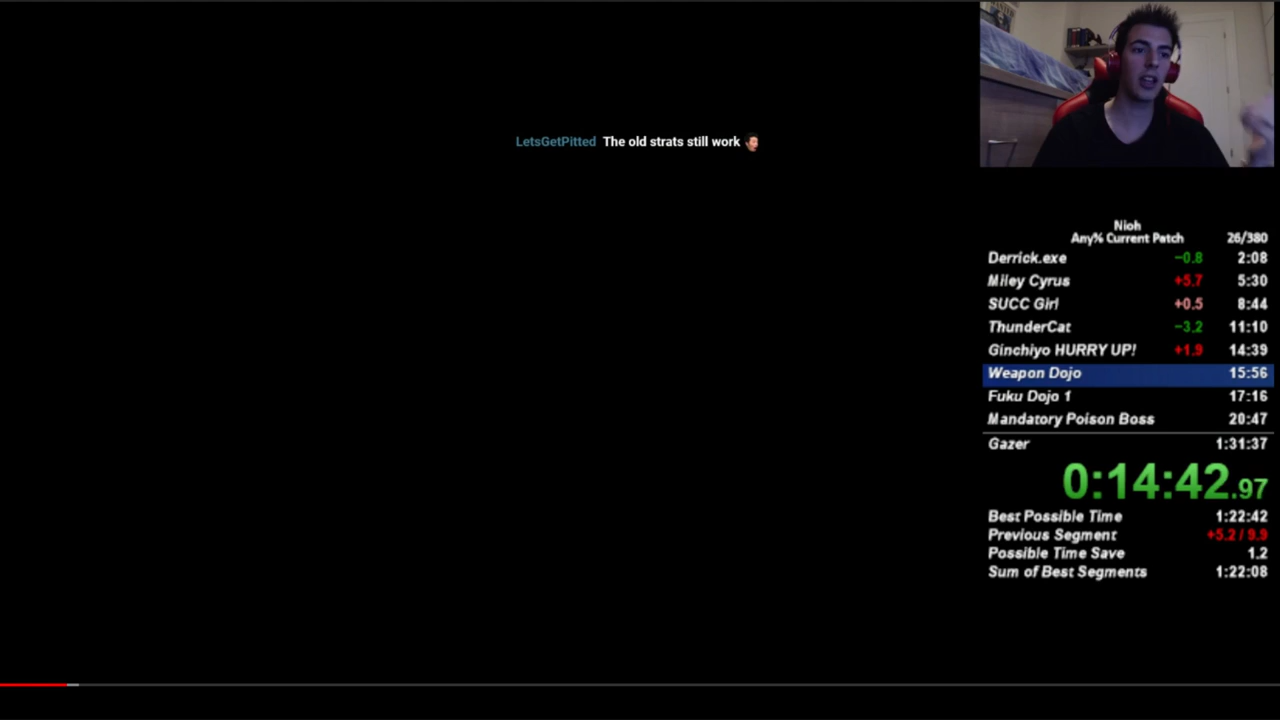 LetsGetPitted The old strats still work
Nioh
Any% Current Patch 26/380
Derrick.exe -0.8 2:08
Miley Cyrus +5.7 5:30
SUCC Girl +0.5 8:44
ThunderCat -3.2 11:10
Ginchiyo HURRY UP! +1.9 14:39
Weapon Dojo 15:56
Fuku Dojo 1 17:16
Mandatory Poison Boss 20:47
Gazer 1:31:37
0:14:42.97
Best Possible Time 1:22:42
Previous Segment +5.2 / 9.9
Possible Time Save 1.2
Sum of Best Segments 1:22:08